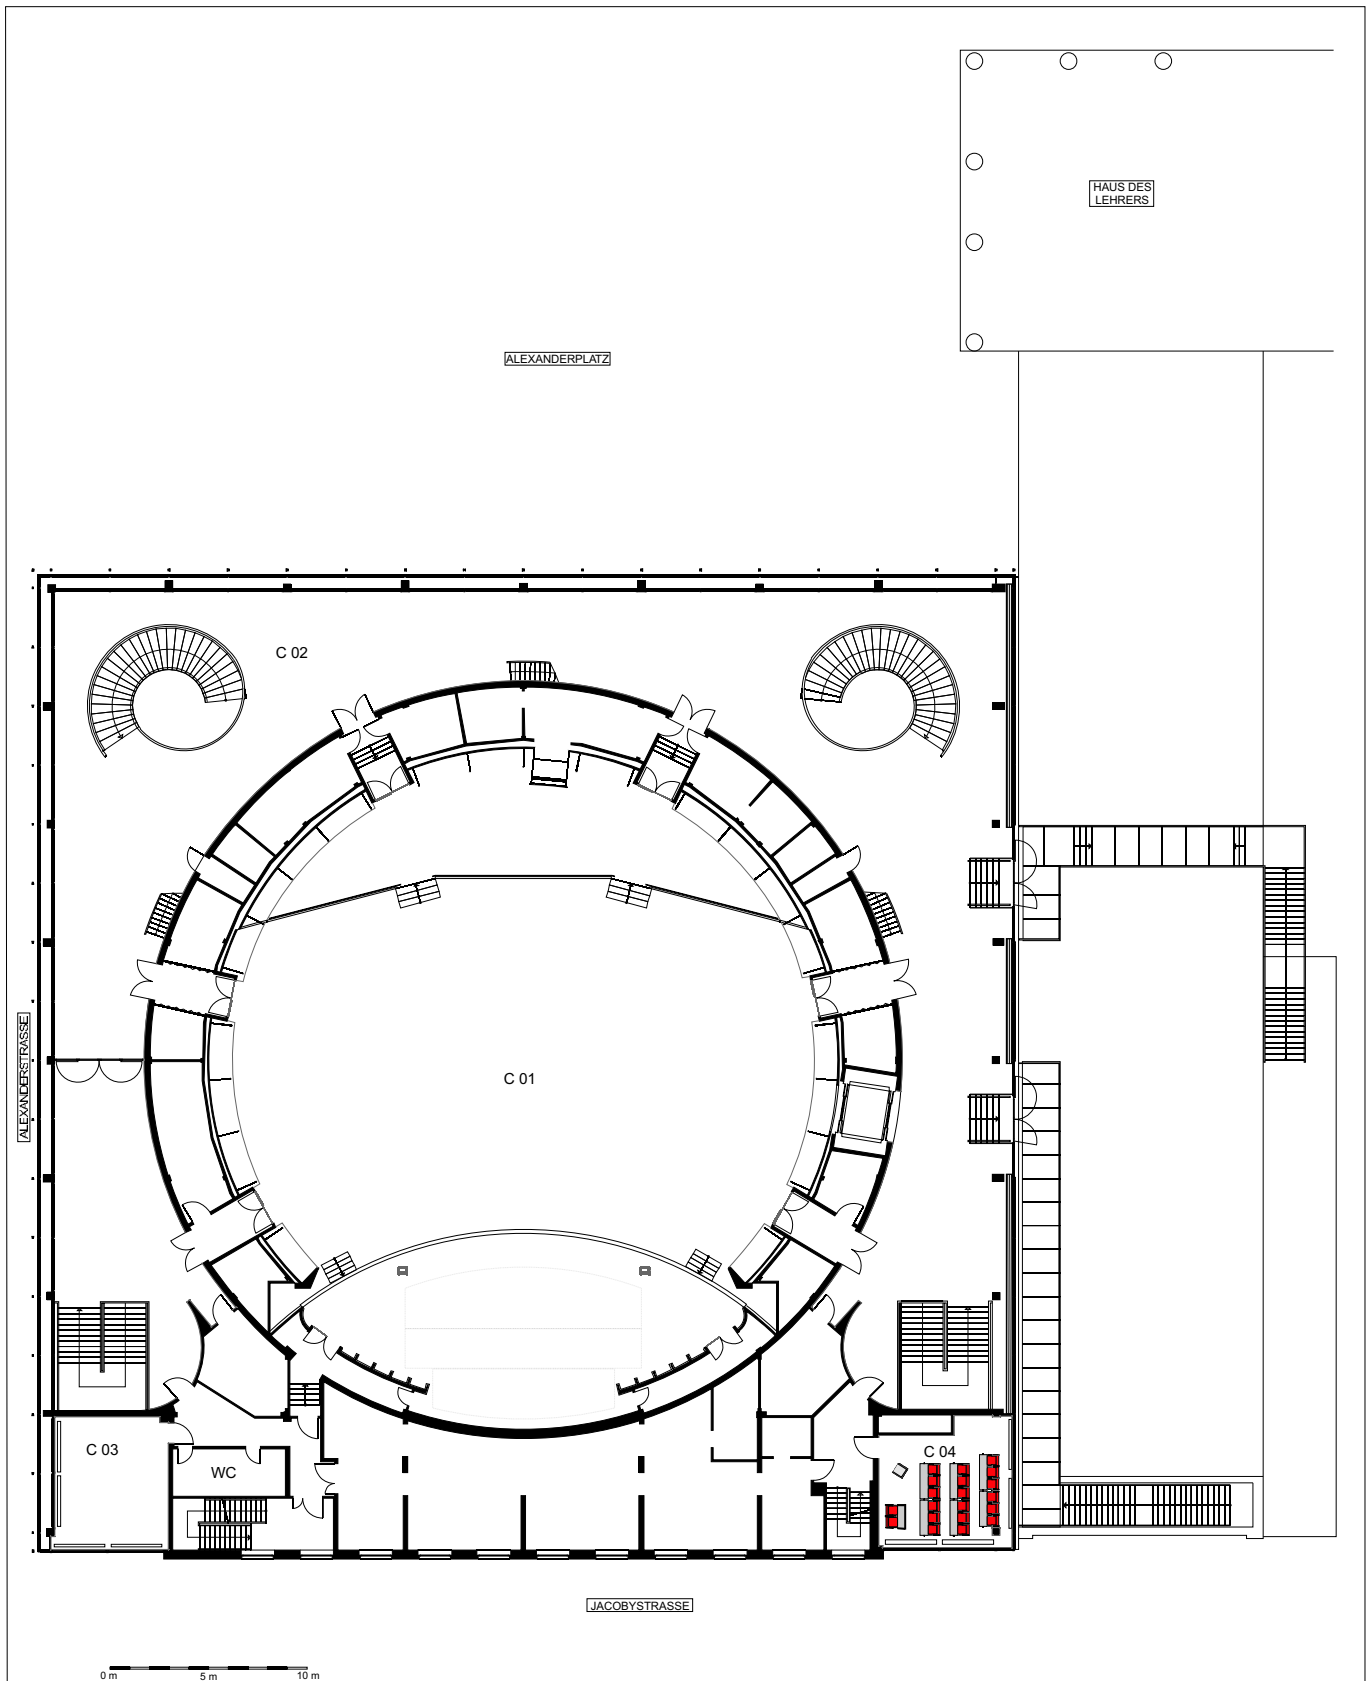 HAUS DES
LEHRERS
ALEXANDERPLATZ
C 02
ALEXANDERSTRASSE
C 01
C 03
WC
C 04
JACOBYSTRASSE
0 m 5 m 10 m